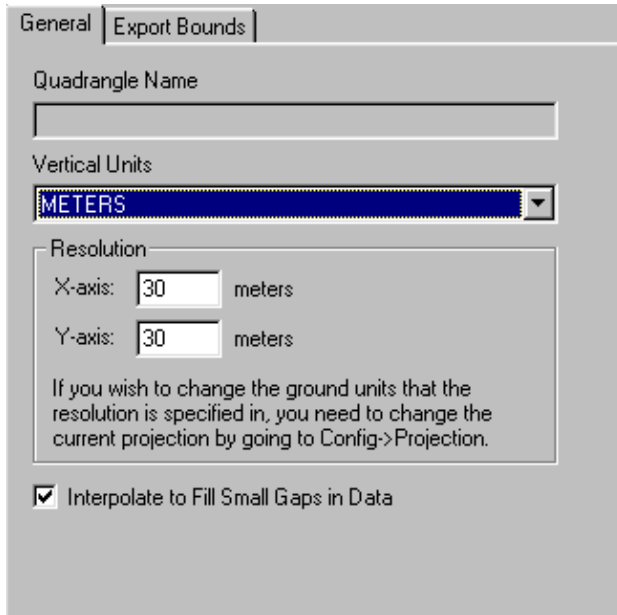 General Export Bounds
Quadrangle Name
Vertical Units
METERS
Resolution
X-axis: 30 meters
Y-axis: 30 meters
If you wish to change the ground units that the
resolution is specified in, you need to change the
current projection by going to Config->Projection.
Interpolate to Fill Small Gaps in Data